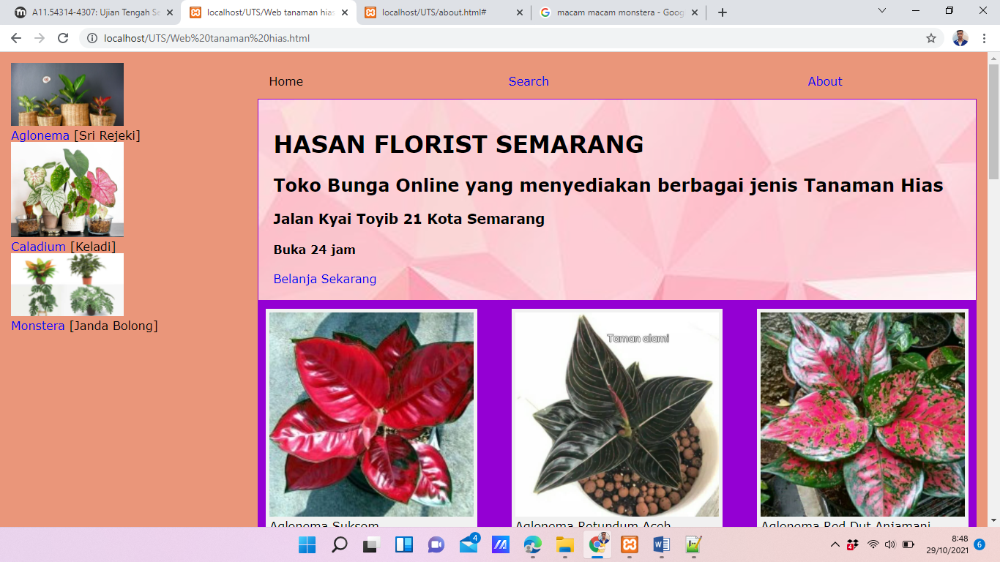 A11.54314-4307: Ujian Tengah Se
localhost/UTS/Web tanaman hias
localhost/UTS/about.html#
macam macam monstera - Goog
localhost/UTS/Web%20tanaman%20hias.html
Aglonema [Sri Rejeki]
Caladium [Keladi]
Monstera [Janda Bolong]
Home
Search
About
HASAN FLORIST SEMARANG
Toko Bunga Online yang menyediakan berbagai jenis Tanaman Hias
Jalan Kyai Toyib 21 Kota Semarang
Buka 24 jam
Belanja Sekarang
Taman alami
Aglonema Suksom
Aglonema Rotundum Aceh
Aglonema Red Dut Anjamani
4
4
8:48
29/10/2021
6